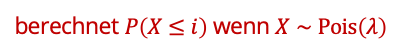 berechnet P(X ≤ i) wenn X ~ Pois(λ)